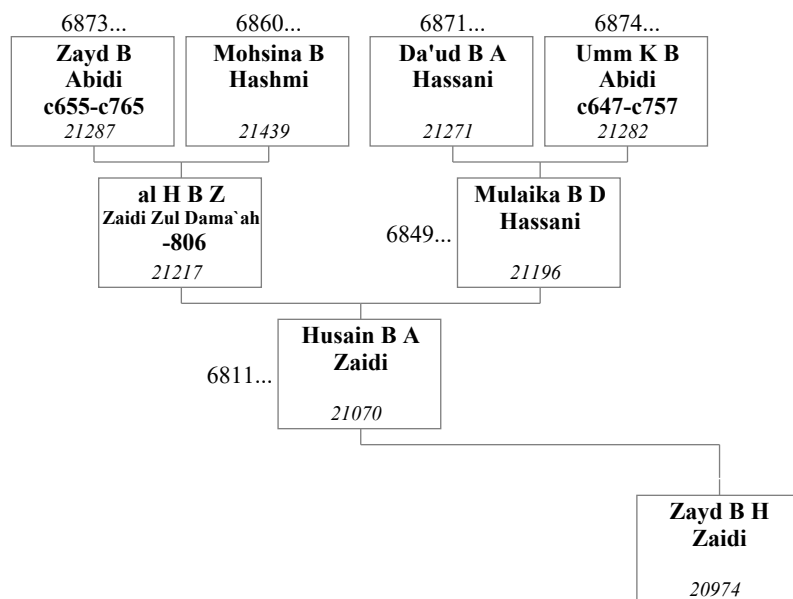 6873...
6860...
6871...
6874...
Zayd B
Abidi
c655-c765
21287
Mohsina B
Hashmi
21439
Da'ud B A
Hassani
21271
Umm K B
Abidi
c647-c757
21282
al H B Z
Zaidi Zul Dama`ah
-806
21217
6849...
Mulaika B D
Hassani
21196
6811...
Husain B A
Zaidi
21070
Zayd B H
Zaidi
20974